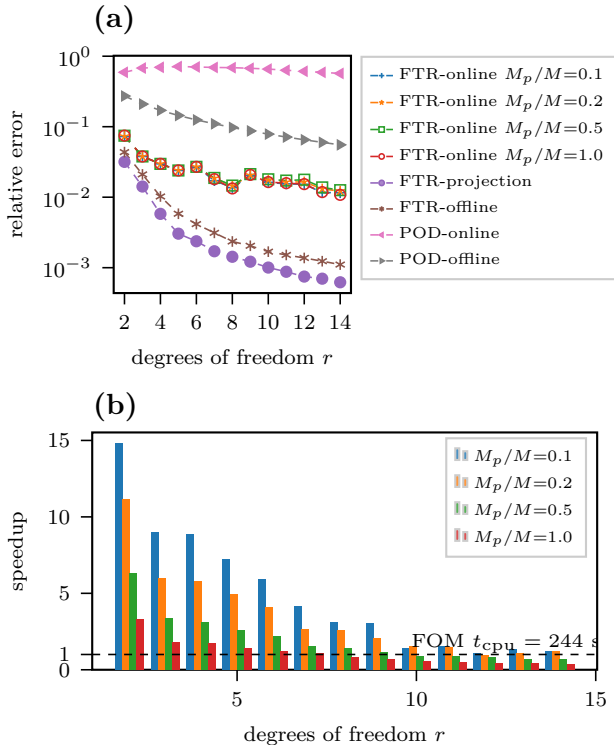 (a)
10^0
10^−1
10^−2
10^−3
relative error
2 4 6 8 10 12 14
degrees of freedom r
FTR-online M_p/M=0.1
FTR-online M_p/M=0.2
FTR-online M_p/M=0.5
FTR-online M_p/M=1.0
FTR-projection
FTR-offline
POD-online
POD-offline
(b)
15
10
5
1
0
speedup
M_p/M=0.1
M_p/M=0.2
M_p/M=0.5
M_p/M=1.0
FOM t_cpu = 244 s
5 10 15
degrees of freedom r